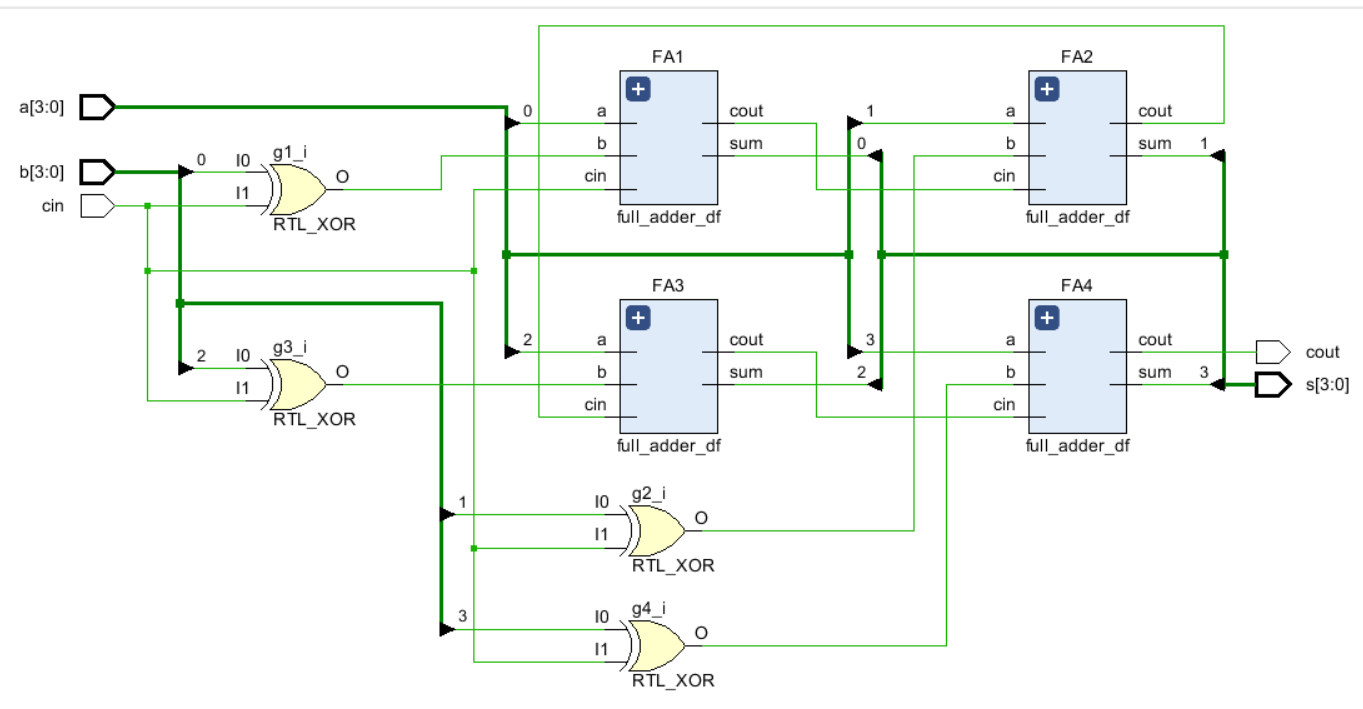 FA1
FA2
a[3:0]
0
a
cout
1
a
cout
b
sum
0
b
sum
1
cin
cin
full_adder_df
full_adder_df
b[3:0]
0
I0
g1_i
O
I1
RTL_XOR
cin
FA3
FA4
2
a
cout
3
a
cout
cout
b
sum
2
b
sum
3
s[3:0]
cin
cin
full_adder_df
full_adder_df
2
I0
g3_i
O
I1
RTL_XOR
1
I0
g2_i
O
I1
RTL_XOR
3
I0
g4_i
O
I1
RTL_XOR